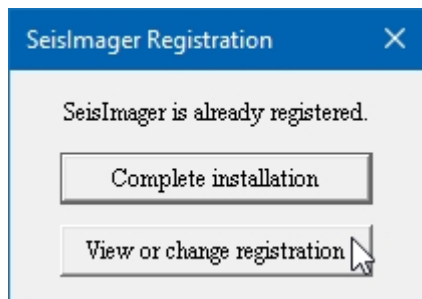 SeisImager Registration
SeisImager is already registered.
Complete installation
View or change registration